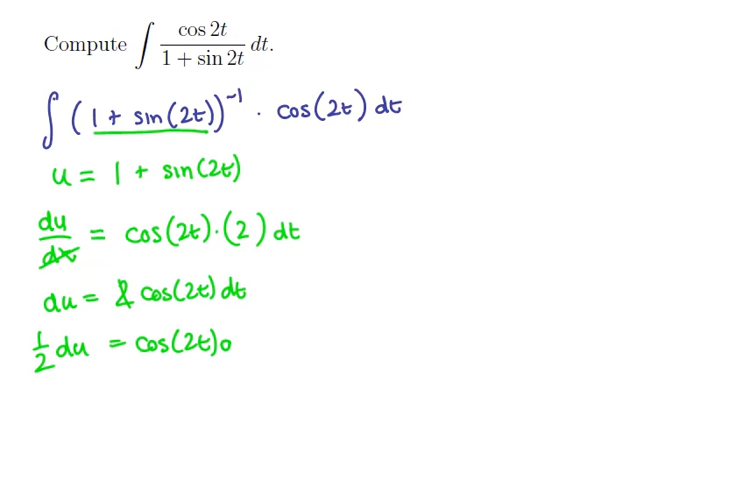 Compute ∫ cos 2t / (1 + sin 2t) dt.
∫ (1 + sin(2t))^-1 · cos(2t) dt
u = 1 + sin(2t)
du/dx = cos(2t)·(2) dt
du = 2 cos(2t) dt
1/2 du = cos(2t)